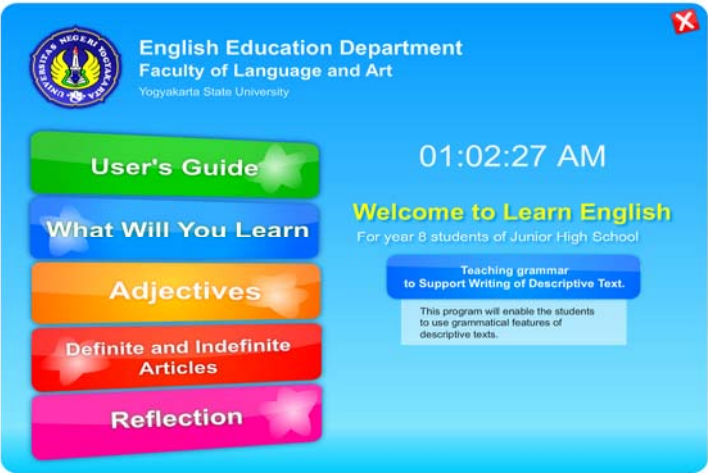 UNIVERSITAS NEGERI YOGYAKARTA
English Education Department
Faculty of Language and Art
Yogyakarta State University
User's Guide
What Will You Learn
Adjectives
Definite and Indefinite
Articles
Reflection
01:02:27 AM
Welcome to Learn English
For year 8 students of Junior High School
Teaching grammar
to Support Writing of Descriptive Text.
This program will enable the students
to use grammatical features of
descriptive texts.